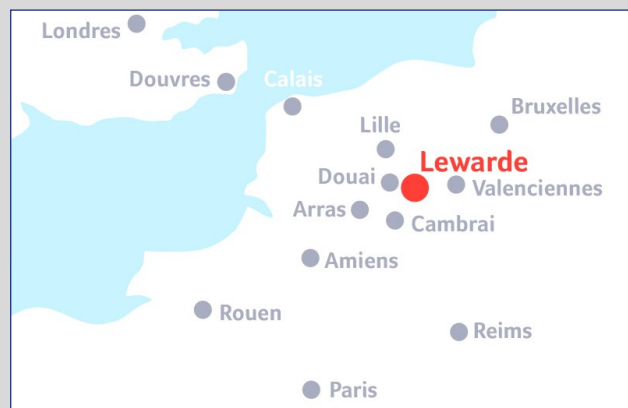 Londres
Douvres
Calais
Bruxelles
Lille
Lewarde
Douai
Valenciennes
Arras
Cambrai
Amiens
Rouen
Reims
Paris